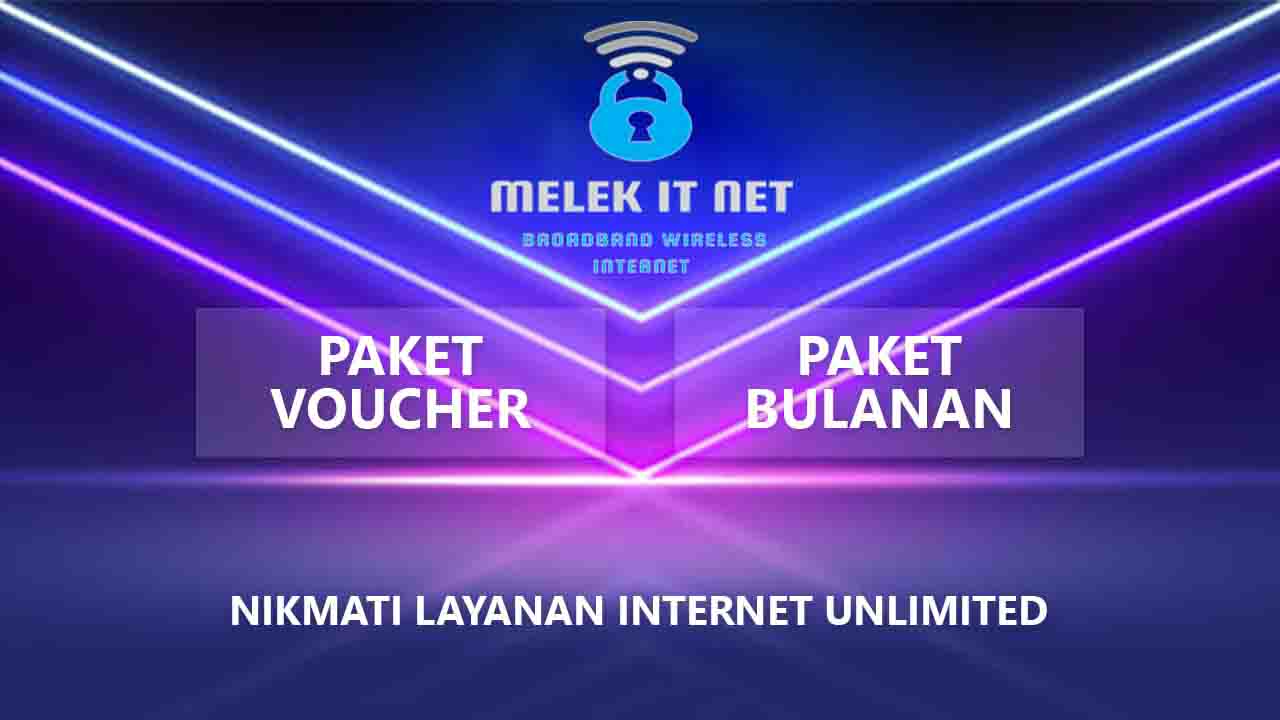 MELEK IT NET
BROADBAND WIRELESS
INTERNET
PAKET
VOUCHER
PAKET
BULANAN
NIKMATI LAYANAN INTERNET UNLIMITED